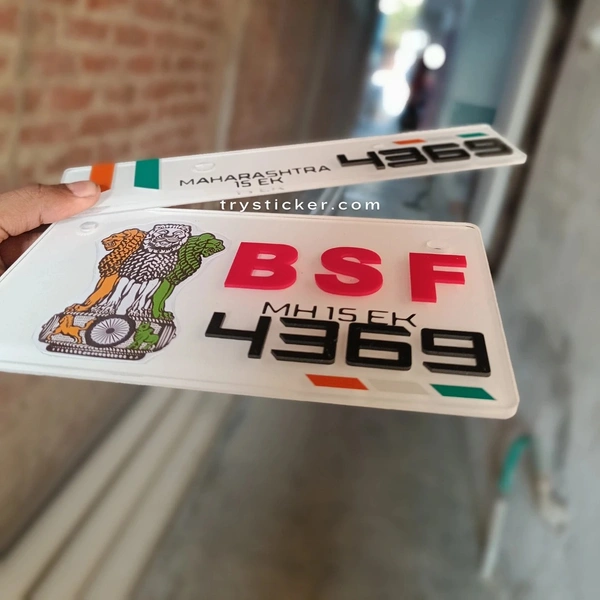 MAHARASHTRA
15 EK
4369
trysticker.com
BSF
MH 15 EK
4369